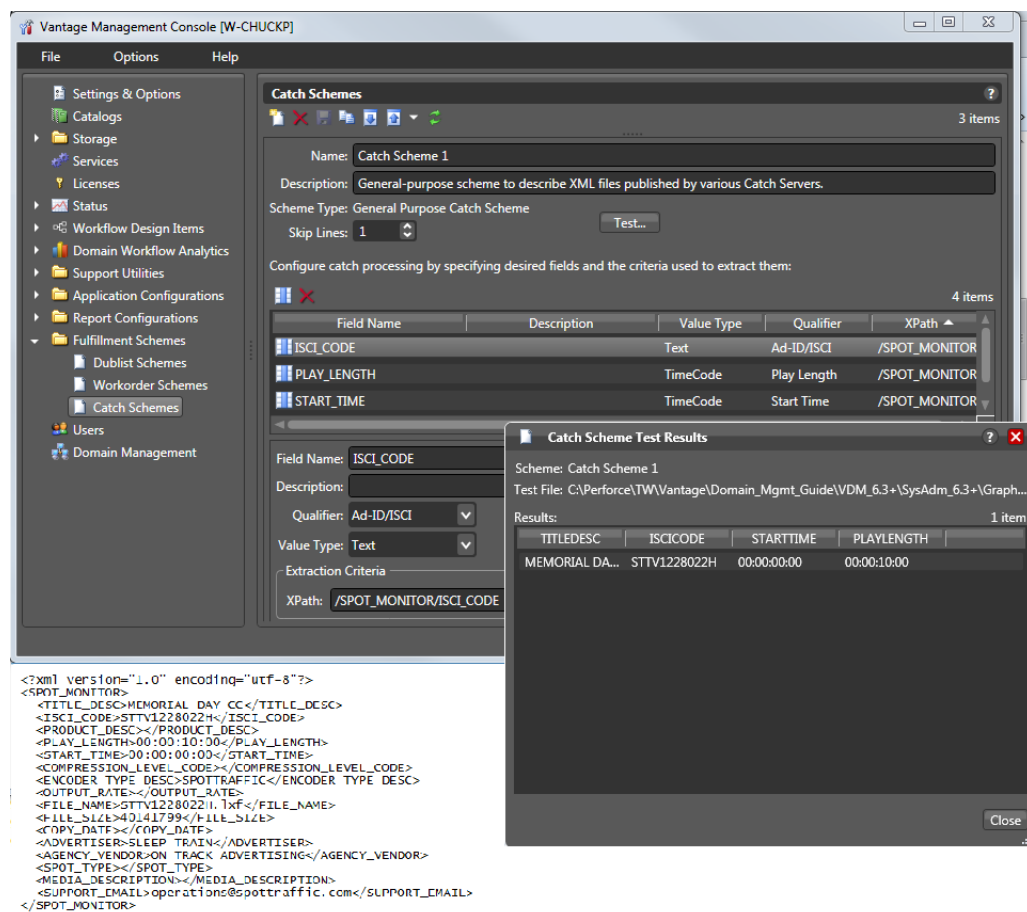 Vantage Management Console [W-CHUCKP]
File Options Help
Settings & Options
Catalogs
Storage
Services
Licenses
Status
Workflow Design Items
Domain Workflow Analytics
Support Utilities
Application Configurations
Report Configurations
Fulfillment Schemes
Dublist Schemes
Workorder Schemes
Catch Schemes
Users
Domain Management
Catch Schemes
3 items
Name: Catch Scheme 1
Description: General-purpose scheme to describe XML files published by various Catch Servers.
Scheme Type: General Purpose Catch Scheme
Skip Lines: 1 Test...
Configure catch processing by specifying desired fields and the criteria used to extract them:
4 items
Field Name Description Value Type Qualifier XPath
ISCI_CODE Text Ad-ID/ISCI /SPOT_MONITOR
PLAY_LENGTH TimeCode Play Length /SPOT_MONITOR
START_TIME TimeCode Start Time /SPOT_MONITOR
Field Name: ISCI_CODE
Description:
Qualifier: Ad-ID/ISCI
Value Type: Text
Extraction Criteria
XPath: /SPOT_MONITOR/ISCI_CODE
Catch Scheme Test Results
Scheme: Catch Scheme 1
Test File: C:\Perforce\TW\Vantage\Domain_Mgmt_Guide\VDM_6.3+\SysAdm_6.3+\Graph...
Results: 1 item
TITLEDESC ISCICODE STARTTIME PLAYLENGTH
MEMORIAL DA... STTV1228022H 00:00:00:00 00:00:10:00
Close
<?xml version="1.0" encoding="utf-8"?>
<SPOT_MONITOR>
<TITLE_DESC>MEMORIAL DAY CC</TITLE_DESC>
<ISCI_CODE>STTV1228022H</ISCI_CODE>
<PRODUCT_DESC></PRODUCT_DESC>
<PLAY_LENGTH>00:00:10:00</PLAY_LENGTH>
<START_TIME>00:00:00:00</START_TIME>
<COMPRESSION_LEVEL_CODE></COMPRESSION_LEVEL_CODE>
<ENCODER_TYPE_DESC>SPOTTRAFFIC</ENCODER_TYPE_DESC>
<OUTPUT_RATE></OUTPUT_RATE>
<FILE_NAME>STTV1228022H.lxf</FILE_NAME>
<FILE_SIZE>40141799</FILE_SIZE>
<COPY_DATE></COPY_DATE>
<ADVERTISER>SLEEP TRAIN</ADVERTISER>
<AGENCY_VENDOR>ON TRACK ADVERTISING</AGENCY_VENDOR>
<SPOT_TYPE></SPOT_TYPE>
<MEDIA_DESCRIPTION></MEDIA_DESCRIPTION>
<SUPPORT_EMAIL>operations@spottraffic.com</SUPPORT_EMAIL>
</SPOT_MONITOR>